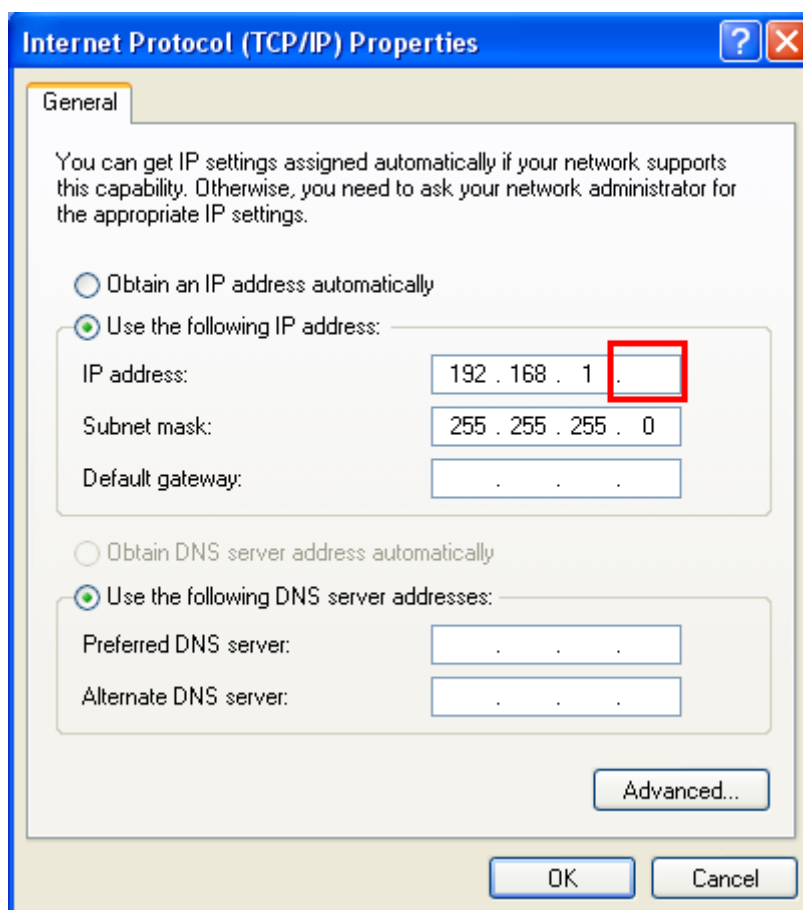 Internet Protocol (TCP/IP) Properties
General
You can get IP settings assigned automatically if your network supports
this capability. Otherwise, you need to ask your network administrator for
the appropriate IP settings.
Obtain an IP address automatically
Use the following IP address:
IP address: 192 . 168 . 1 .
Subnet mask: 255 . 255 . 255 . 0
Default gateway: . . .
Obtain DNS server address automatically
Use the following DNS server addresses:
Preferred DNS server: . . .
Alternate DNS server: . . .
Advanced...
OK Cancel